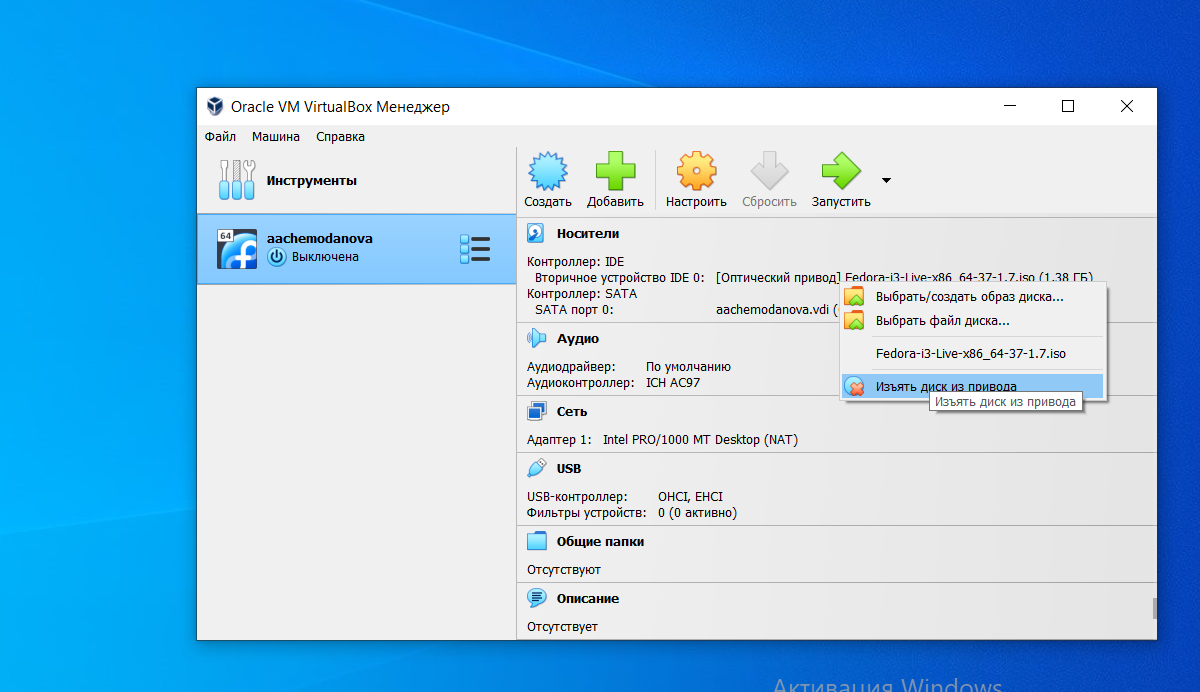 Oracle VM VirtualBox Менеджер
Файл Машина Справка
Инструменты
Создать Добавить Настроить Сбросить Запустить
64
aachemodanova
Выключена
Носители
Контроллер: IDE
Вторичное устройство IDE 0: [Оптический привод] Fedora-i3-Live-x86_64-37-1.7.iso (1,38 ГБ)
Контроллер: SATA
SATA порт 0: aachemodanova.vdi (
Выбрать/создать образ диска...
Выбрать файл диска...
Fedora-i3-Live-x86_64-37-1.7.iso
Изъять диск из привода
Изъять диск из привода
Аудио
Аудиодрайвер: По умолчанию
Аудиоконтроллер: ICH AC97
Сеть
Адаптер 1: Intel PRO/1000 MT Desktop (NAT)
USB
USB-контроллер: OHCI, EHCI
Фильтры устройств: 0 (0 активно)
Общие папки
Отсутствуют
Описание
Отсутствует
Активация Windows